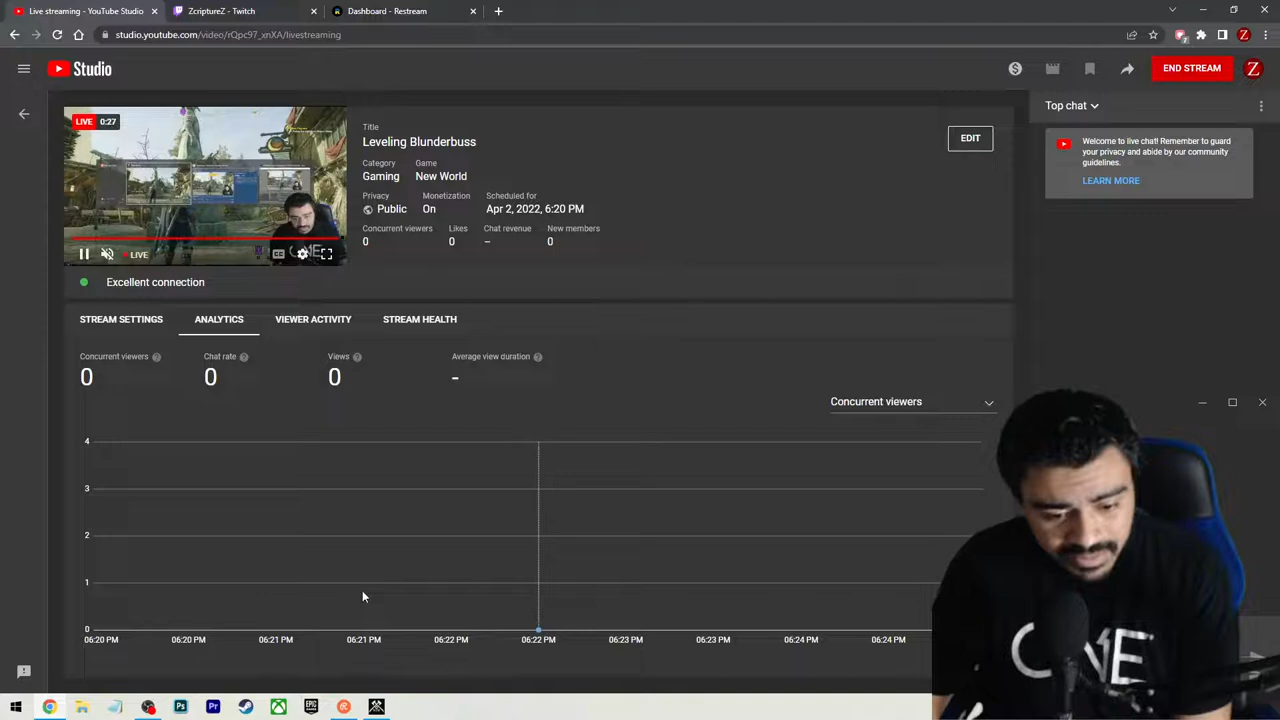 Live streaming - YouTube Studio
ZcriptureZ - Twitch
Dashboard - Restream
studio.youtube.com/video/rQpc97_xnXA/livestreaming
Studio
END STREAM
Z
LIVE 0:27
LIVE
Title
Leveling Blunderbuss
EDIT
Category Game
Gaming New World
Privacy Monetization Scheduled for
Public On Apr 2, 2022, 6:20 PM
Concurrent viewers Likes Chat revenue New members
0 0 – 0
Excellent connection
Top chat
Welcome to live chat! Remember to guard
your privacy and abide by our community
guidelines.
LEARN MORE
STREAM SETTINGS ANALYTICS VIEWER ACTIVITY STREAM HEALTH
Concurrent viewers Chat rate Views Average view duration
0 0 0 -
Concurrent viewers
4
3
2
1
0
06:20 PM 06:20 PM 06:21 PM 06:21 PM 06:22 PM 06:22 PM 06:23 PM 06:23 PM 06:24 PM 06:24 PM
Ps Pr EPIC